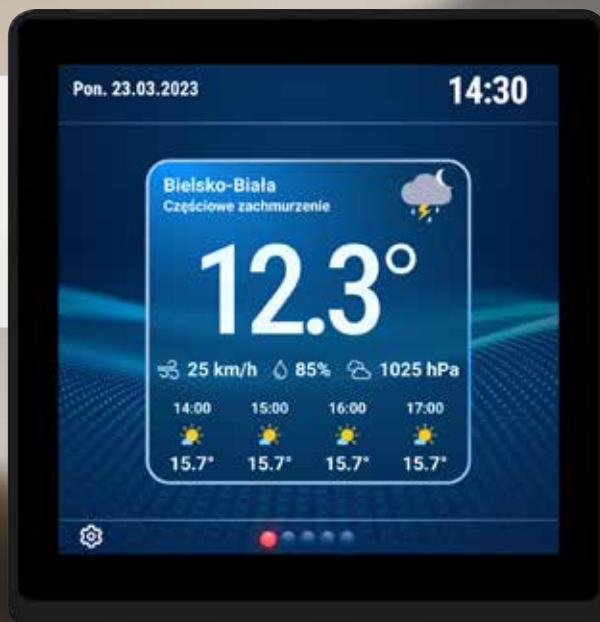 Pon. 23.03.2023 14:30
Bielsko-Biała
Częściowe zachmurzenie
12.3°
25 km/h 85% 1025 hPa
14:00 15:00 16:00 17:00
15.7° 15.7° 15.7° 15.7°